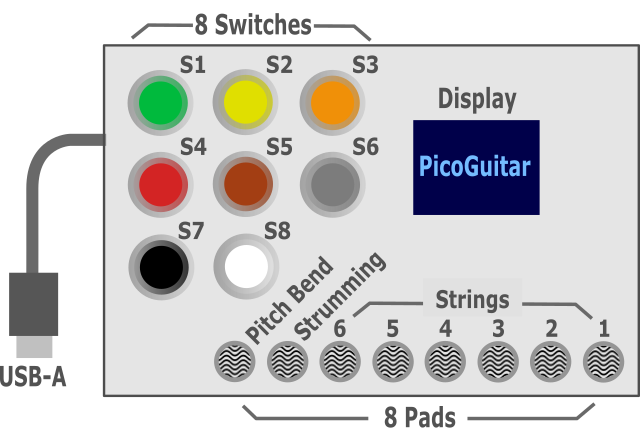 8 Switches
S1 S2 S3
Display
S4 S5 S6
PicoGuitar
S7 S8
Pitch Bend
Strumming
Strings
6 5 4 3 2 1
USB-A
8 Pads